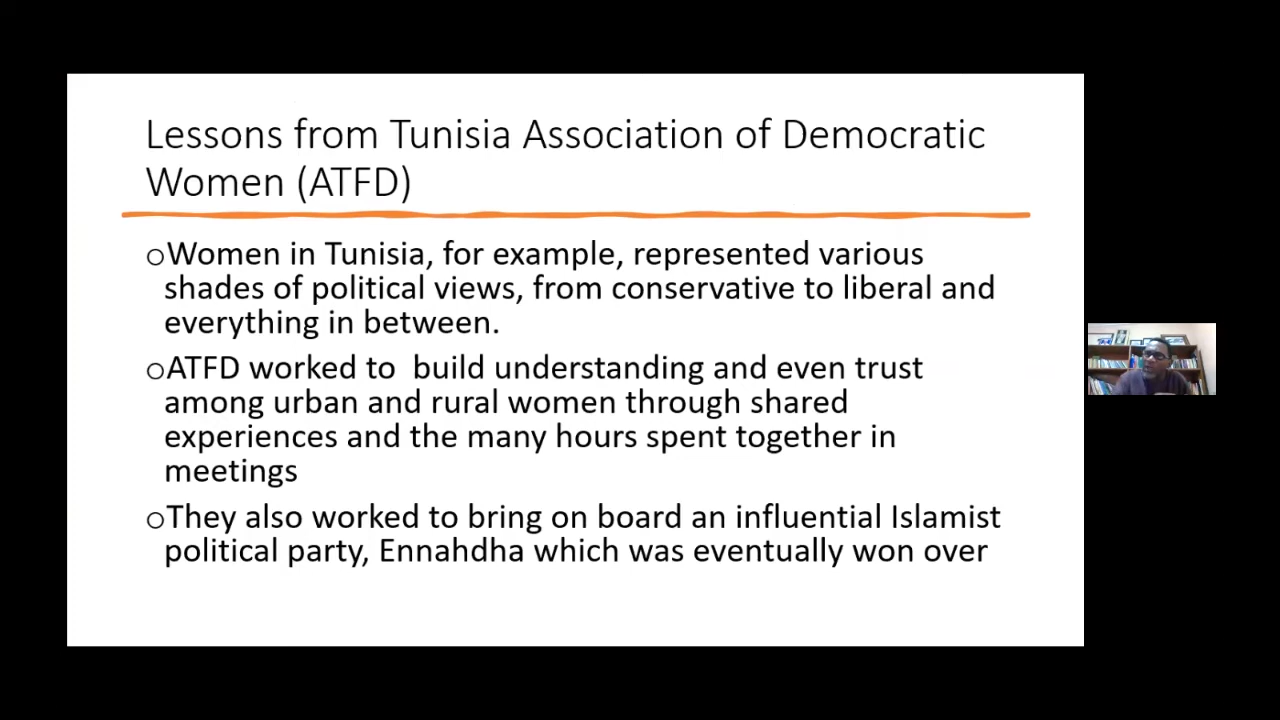 Lessons from Tunisia Association of Democratic
Women (ATFD)
oWomen in Tunisia, for example, represented various
shades of political views, from conservative to liberal and
everything in between.
oATFD worked to  build understanding and even trust
among urban and rural women through shared
experiences and the many hours spent together in
meetings
oThey also worked to bring on board an influential Islamist
political party, Ennahdha which was eventually won over